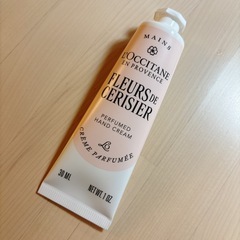 MAINS
L'OCCITANE
EN PROVENCE
FLEURS DE
CERISIER
PERFUMED
HAND CREAM
CRÈME PARFUMÉE
30 ML
NET WT. 1 OZ.